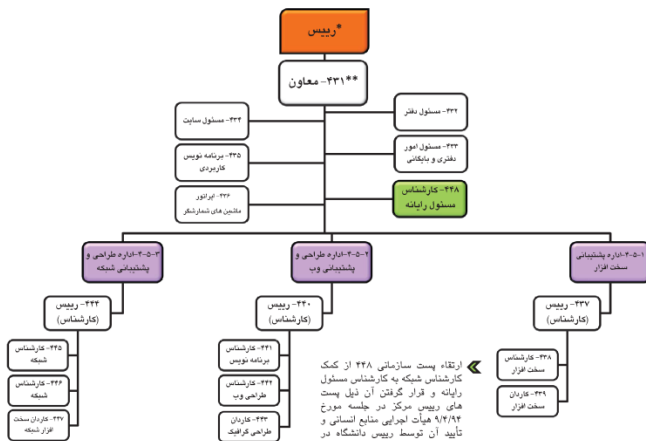 *رییس
**۴۳۱- معاون
۴۳۲- مسئول دفتر
۴۳۴- مسئول سایت
۴۳۳- مسئول امور
دفتری و بایگانی
۴۳۵- برنامه نویس
کاربردی
۴۴۸- کارشناس
مسئول رایانه
۴۳۶- اپراتور
ماشین های شمارشگر
۴-۵-۱-اداره پشتیبانی
سخت افزار
۴-۵-۲-اداره طراحی و
پشتیبانی وب
۴-۵-۳-اداره طراحی و
پشتیبانی شبکه
۴۳۷- رییس
(کارشناس)
۴۴۰- رییس
(کارشناس)
۴۴۴- رییس
(کارشناس)
۴۳۸- کارشناس
سخت افزار
۴۳۹- کاردان
سخت افزار
۴۴۱- کارشناس
برنامه نویس
۴۴۲- کارشناس
طراحی وب
۴۴۳- کاردان
طراحی گرافیک
۴۴۵- کارشناس
شبکه
۴۴۶- کارشناس
شبکه
۴۴۷- کاردان سخت
افزار شبکه
ارتقاء پست سازمانی ۴۴۸ از کمک
کارشناس شبکه به کارشناس مسئول
رایانه و قرار گرفتن آن ذیل پست
های رییس مرکز در جلسه مورخ
۹/۴/۹۴ هیأت اجرایی منابع انسانی و
تأیید آن توسط رییس دانشگاه در